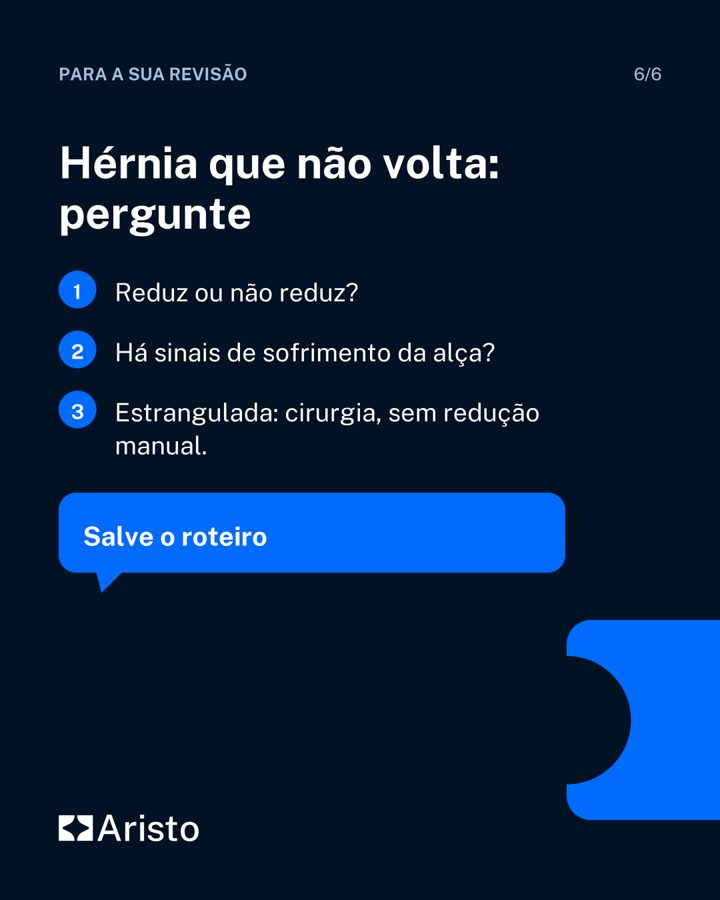 PARA A SUA REVISÃO
6/6
Hérnia que não volta:
pergunte
1 Reduz ou não reduz?
2 Há sinais de sofrimento da alça?
3 Estrangulada: cirurgia, sem redução
manual.
Salve o roteiro
Aristo